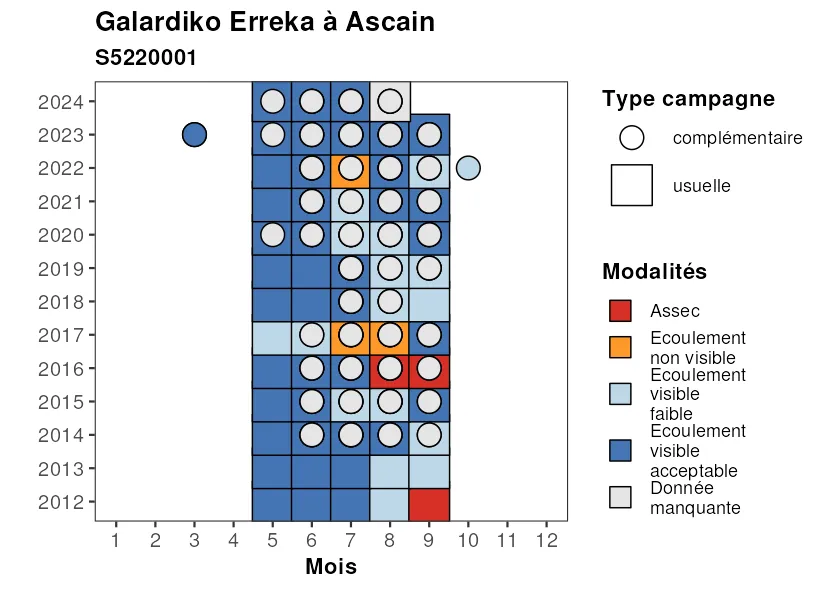 Galardiko Erreka à Ascain
S5220001
2024
2023
2022
2021
2020
2019
2018
2017
2016
2015
2014
2013
2012
1 2 3 4 5 6 7 8 9 10 11 12
Mois
Type campagne
complémentaire
usuelle
Modalités
Assec
Ecoulement
non visible
Ecoulement
visible
faible
Ecoulement
visible
acceptable
Donnée
manquante